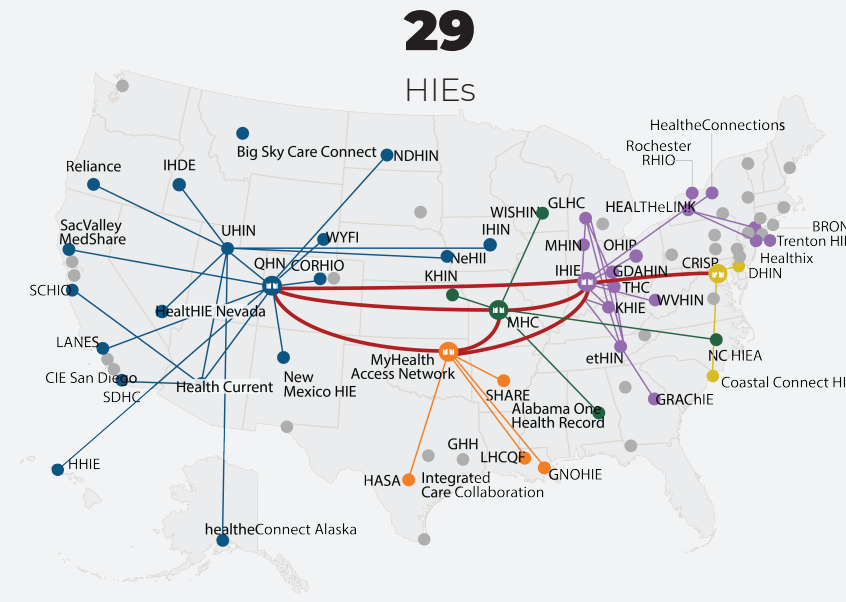 29
HIEs
HealtheConnections
Rochester
RHIO
Big Sky Care Connect
NDHIN
Reliance
IHDE
HEALTHeLINK
WISHIN
GLHC
SacValley
MedShare
UHIN
WYFI
IHIN
MHIN
OHIP
BRON
Trenton HI
Healthix
NeHII
QHN
CORHIO
KHIN
IHIE
GDAHIN
CRISP
DHIN
SCHIO
THC
WVHIN
HealtHIE Nevada
KHIE
MHC
LANES
etHIN
NC HIEA
MyHealth
Access Network
CIE San Diego
SDHC
Health Current
New
Mexico HIE
Coastal Connect HI
SHARE
GRAChIE
Alabama One
Health Record
GHH
LHCQF
HHIE
HASA
Integrated
Care Collaboration
GNOHIE
healtheConnect Alaska